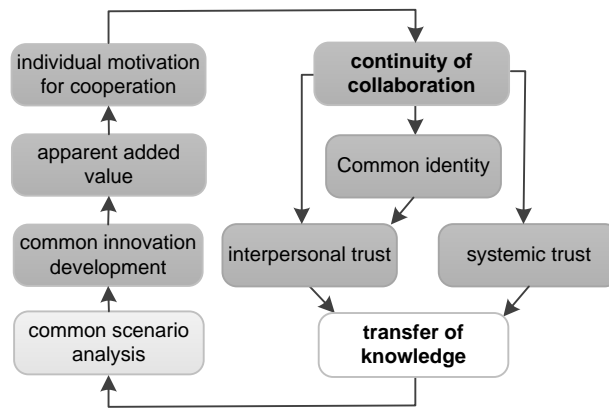 individual motivation
for cooperation
continuity of
collaboration
apparent added
value
Common identity
common innovation
development
interpersonal trust
systemic trust
common scenario
analysis
transfer of
knowledge